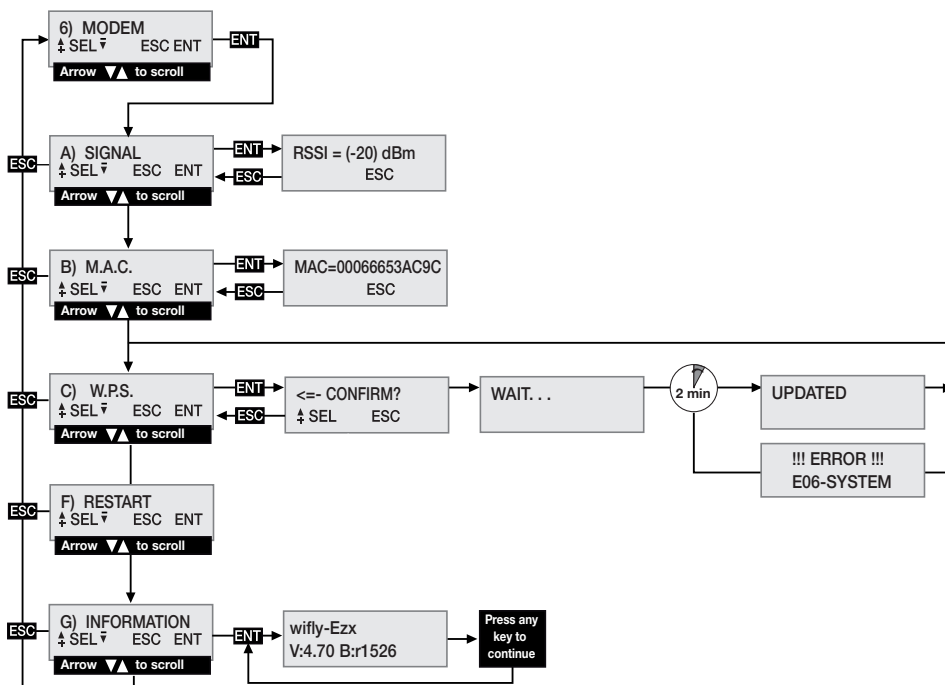 6) MODEM
SEL ESC ENT
Arrow ▼▲ to scroll
ENT
A) SIGNAL
SEL ESC ENT
Arrow ▼▲ to scroll
ESC
ENT
ESC
RSSI = (-20) dBm
ESC
B) M.A.C.
SEL ESC ENT
Arrow ▼▲ to scroll
ESC
ENT
ESC
MAC=00066653AC9C
ESC
C) W.P.S.
SEL ESC ENT
Arrow ▼▲ to scroll
ESC
ENT
ESC
<=- CONFIRM?
SEL ESC
WAIT. . .
2 min
UPDATED
!!! ERROR !!!
E06-SYSTEM
F) RESTART
SEL ESC ENT
Arrow ▼▲ to scroll
ESC
G) INFORMATION
SEL ESC ENT
Arrow ▼▲ to scroll
ESC
ENT
wifly-Ezx
V:4.70 B:r1526
Press any
key to
continue